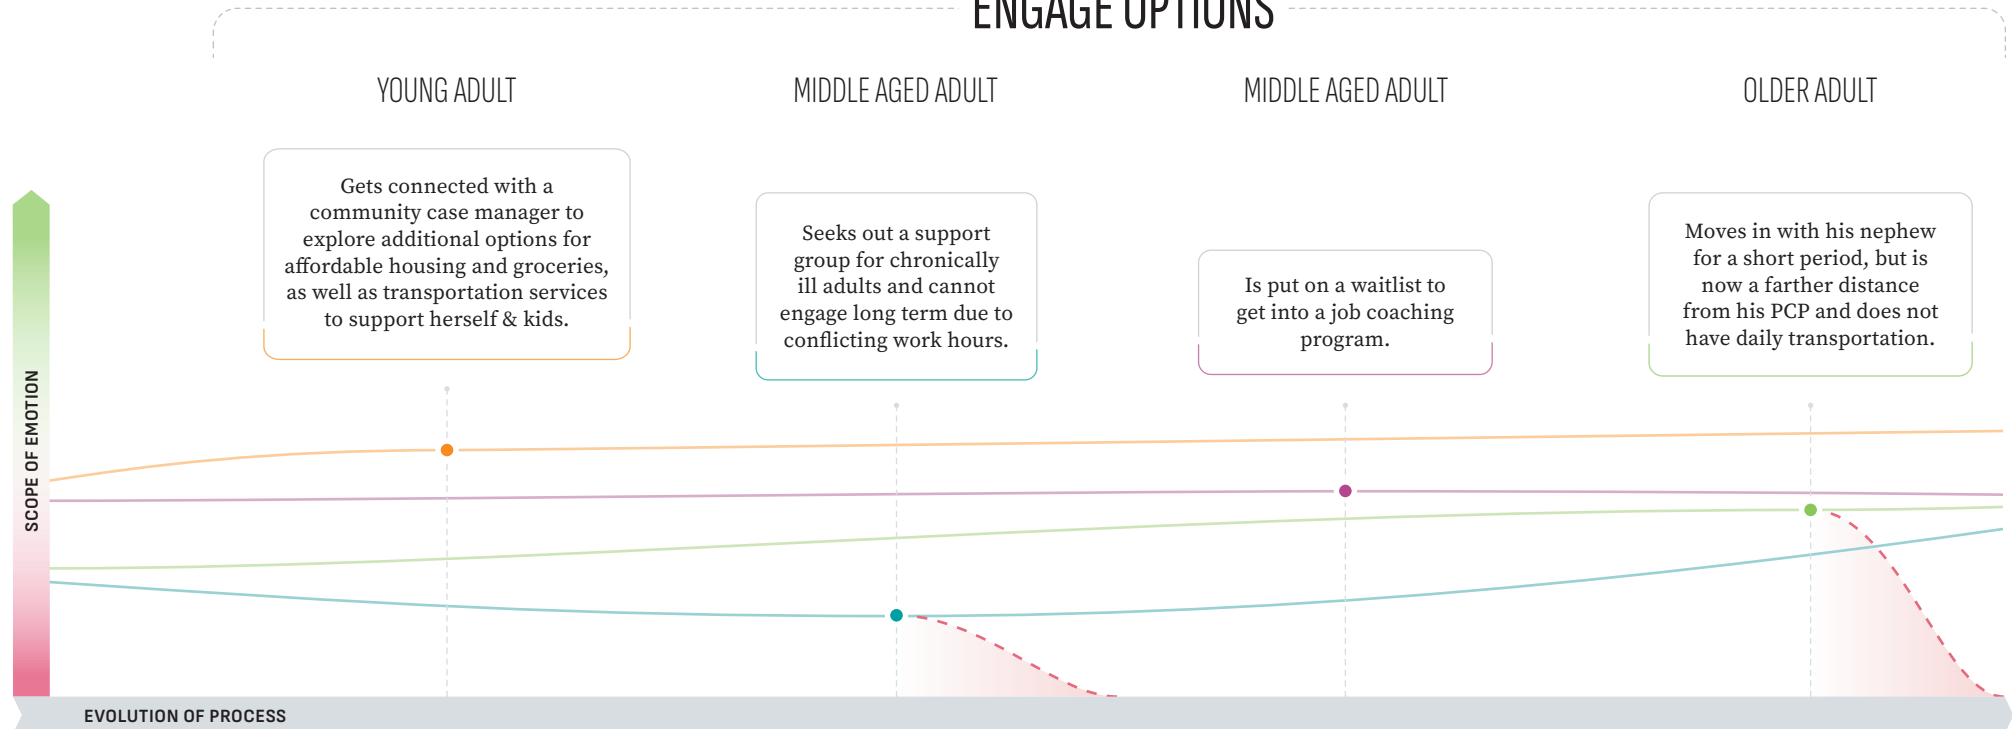 ENGAGE OPTIONS
YOUNG ADULT
MIDDLE AGED ADULT
MIDDLE AGED ADULT
OLDER ADULT
Gets connected with a
community case manager to
explore additional options for
affordable housing and groceries,
as well as transportation services
to support herself & kids.
Seeks out a support
group for chronically
ill adults and cannot
engage long term due to
conflicting work hours.
Is put on a waitlist to
get into a job coaching
program.
Moves in with his nephew
for a short period, but is
now a farther distance
from his PCP and does not
have daily transportation.
SCOPE OF EMOTION
EVOLUTION OF PROCESS